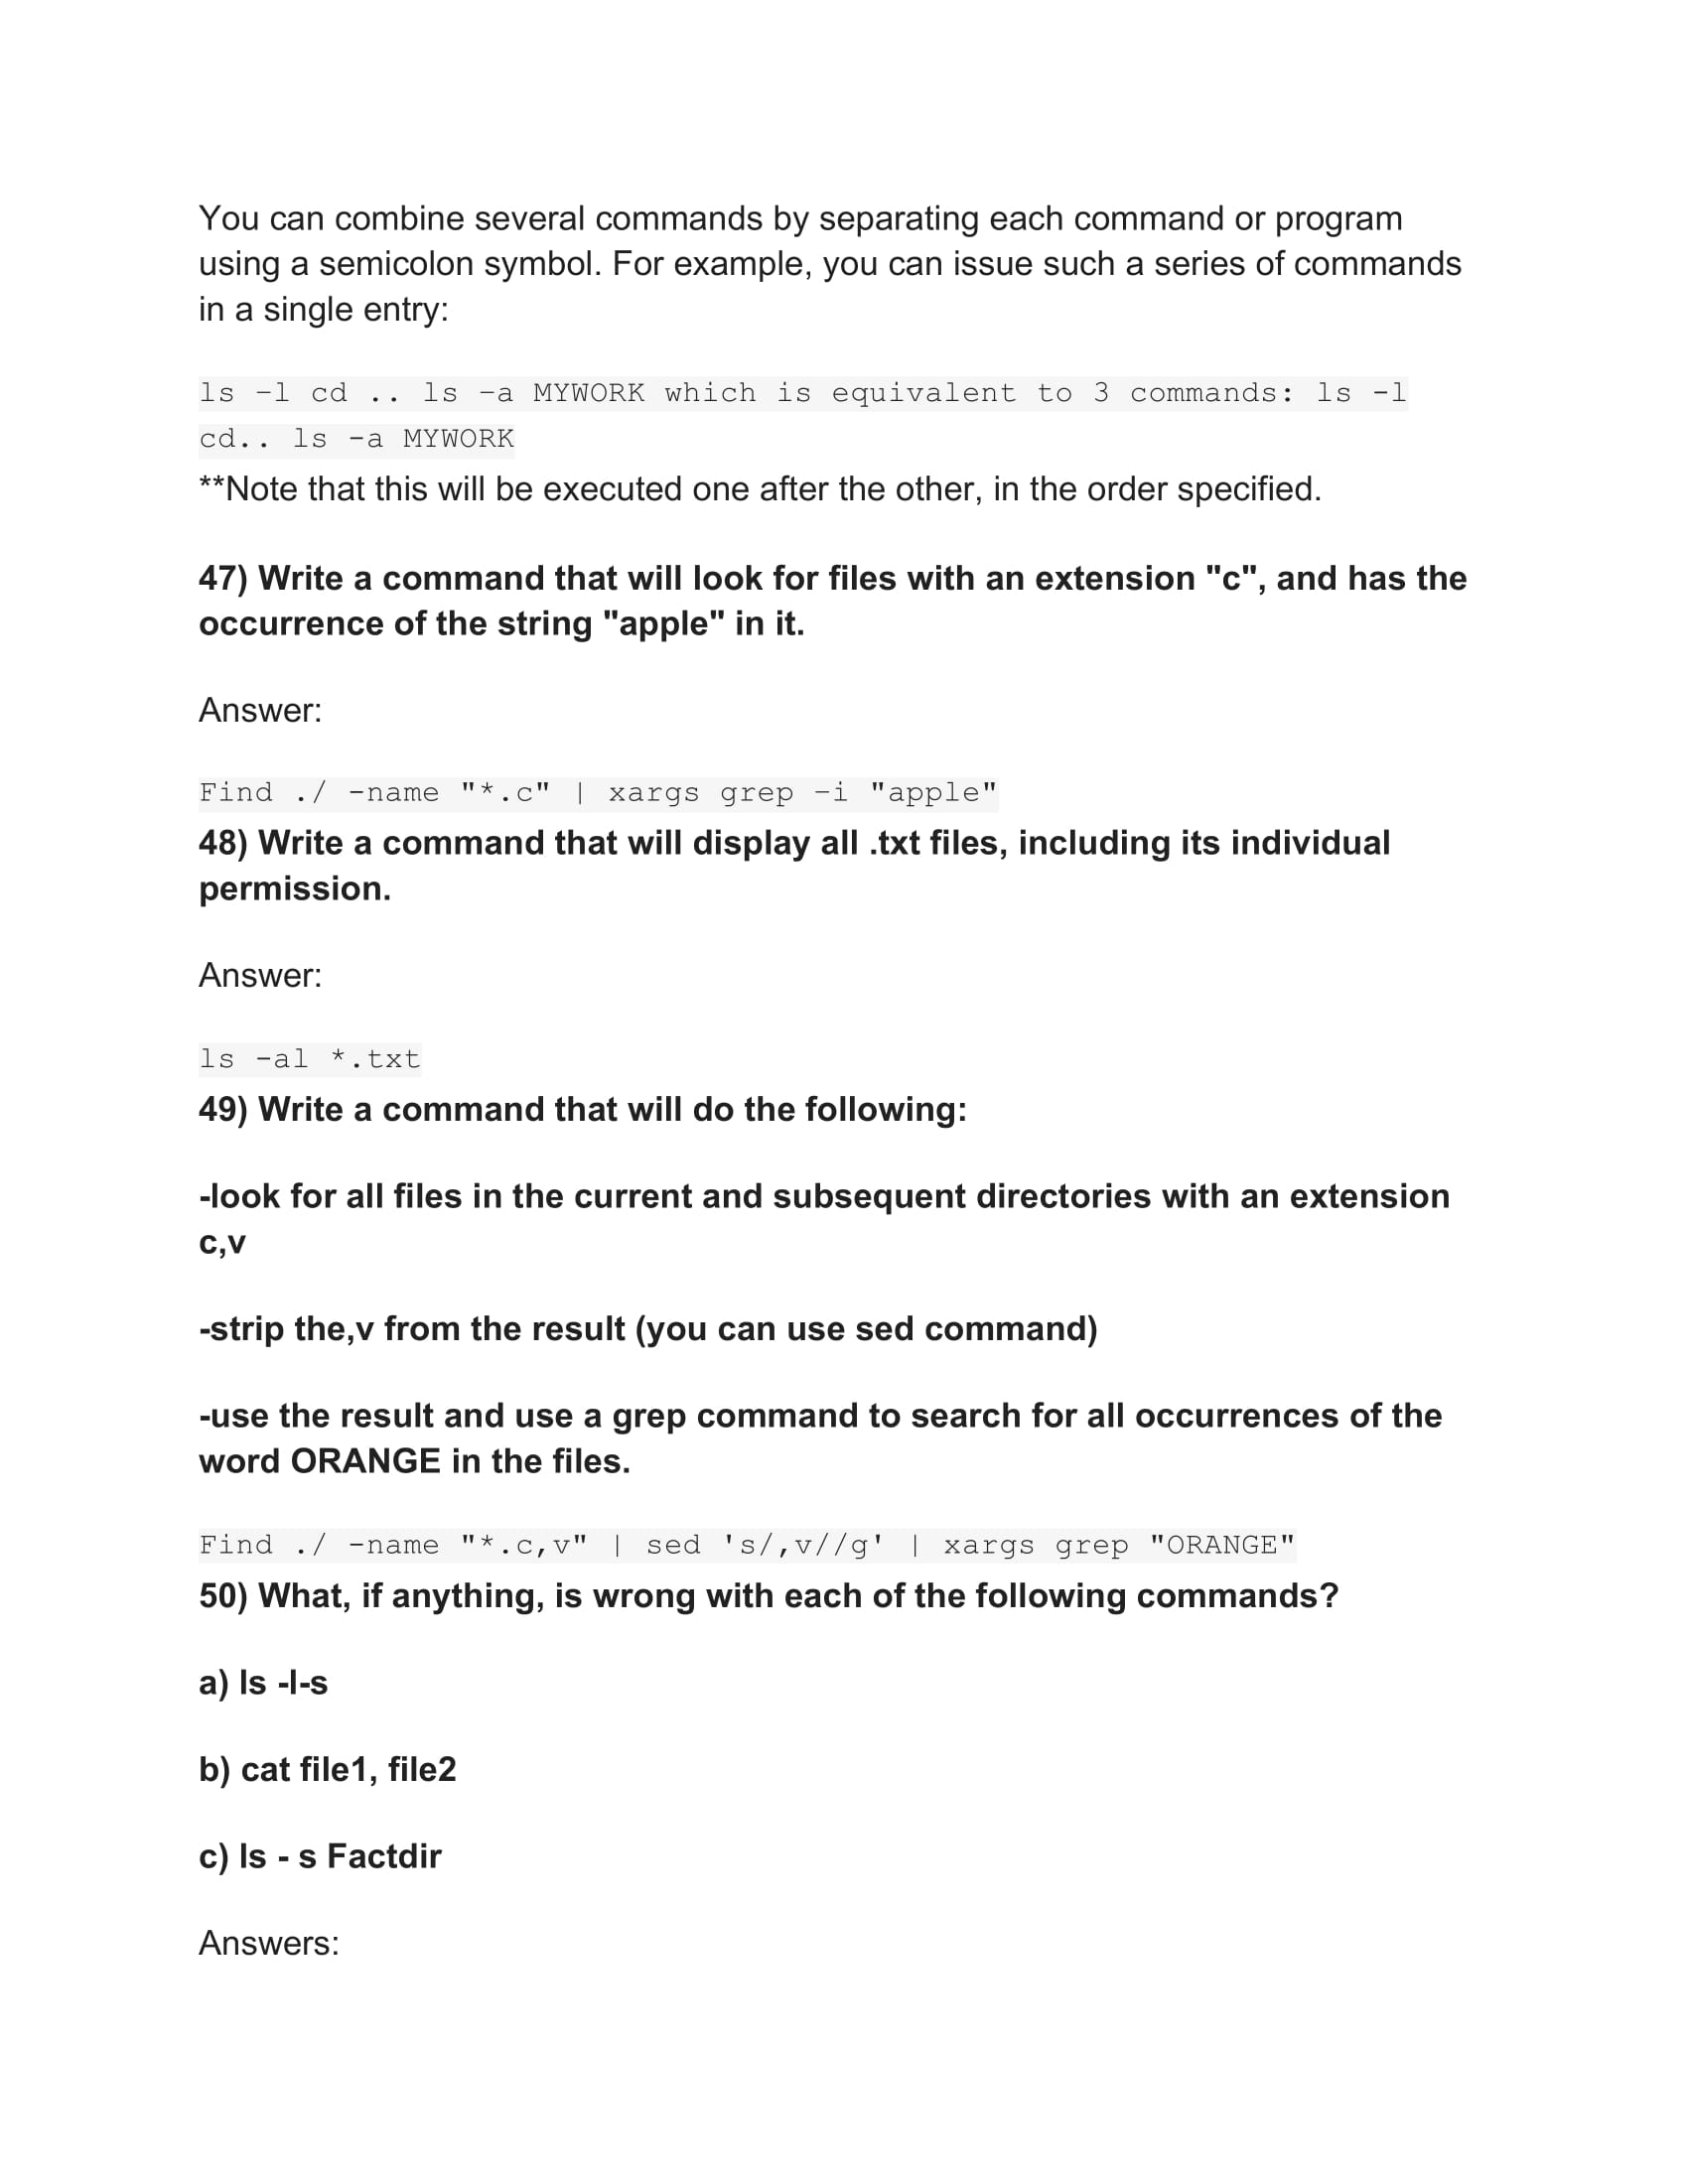 You can combine several commands by separating each command or program
using a semicolon symbol. For example, you can issue such a series of commands
in a single entry:
ls –l cd .. ls –a MYWORK which is equivalent to 3 commands: ls -l
cd.. ls -a MYWORK
**Note that this will be executed one after the other, in the order specified.
47) Write a command that will look for files with an extension "c", and has the
occurrence of the string "apple" in it.
Answer:
Find ./ -name "*.c" | xargs grep –i "apple"
48) Write a command that will display all .txt files, including its individual
permission.
Answer:
ls -al *.txt
49) Write a command that will do the following:
-look for all files in the current and subsequent directories with an extension
c,v
-strip the,v from the result (you can use sed command)
-use the result and use a grep command to search for all occurrences of the
word ORANGE in the files.
Find ./ -name "*.c,v" | sed 's/,v//g' | xargs grep "ORANGE"
50) What, if anything, is wrong with each of the following commands?
a) ls -l-s
b) cat file1, file2
c) ls - s Factdir
Answers: